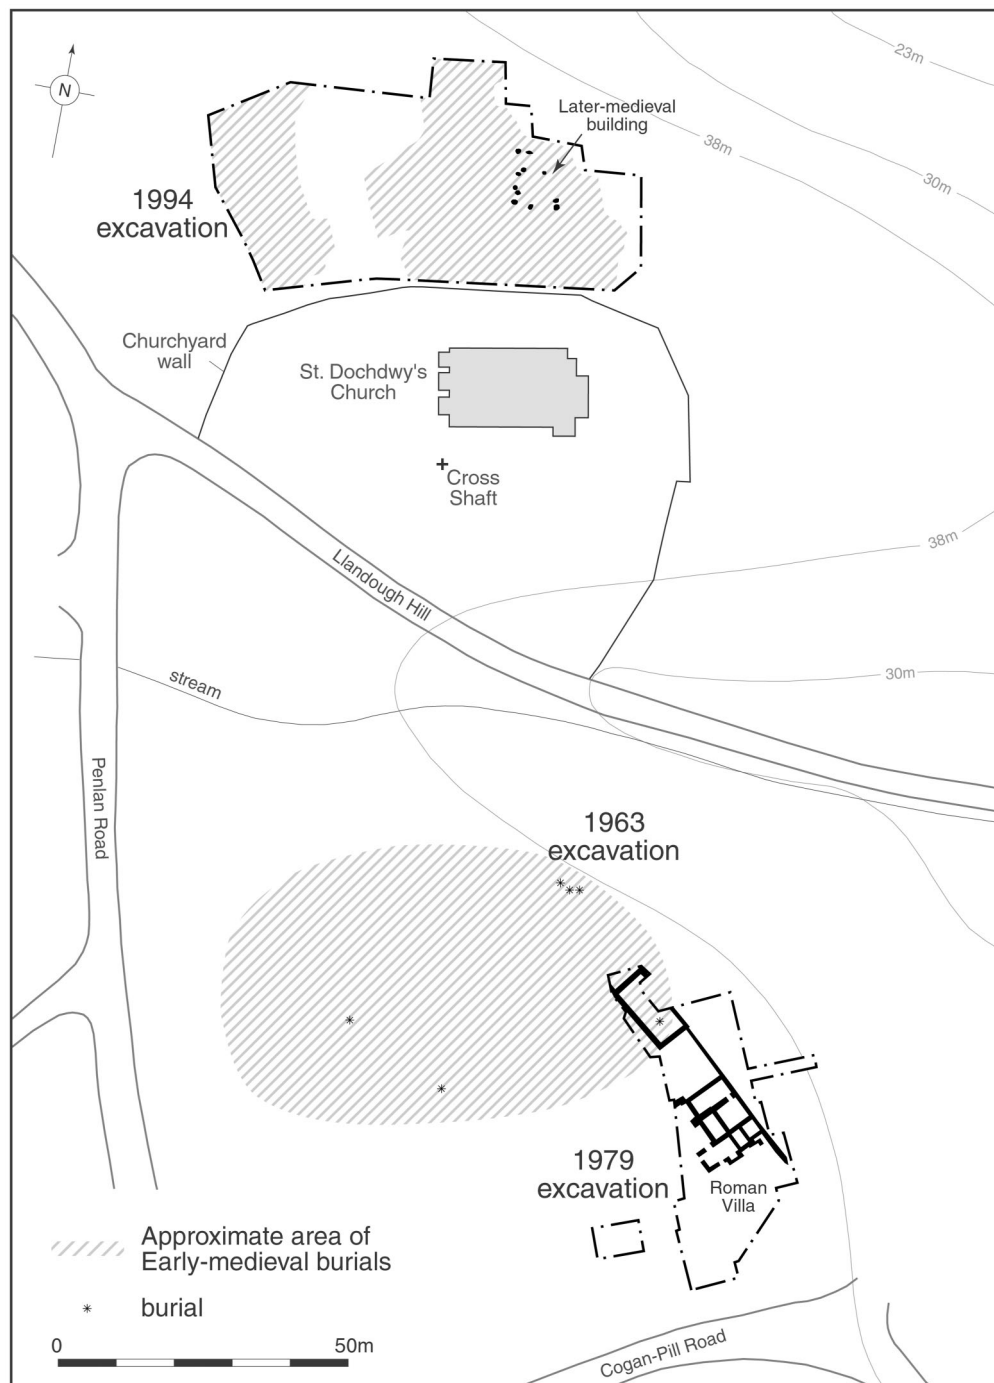 N
23m
Later-medieval
building
38m
30m
1994
excavation
Churchyard
wall
St. Dochdwy's
Church
Cross
Shaft
38m
Llandough Hill
30m
stream
Penlan Road
1963
excavation
1979
excavation
Roman
Villa
Approximate area of
Early-medieval burials
burial
0 50m
Cogan-Pill Road